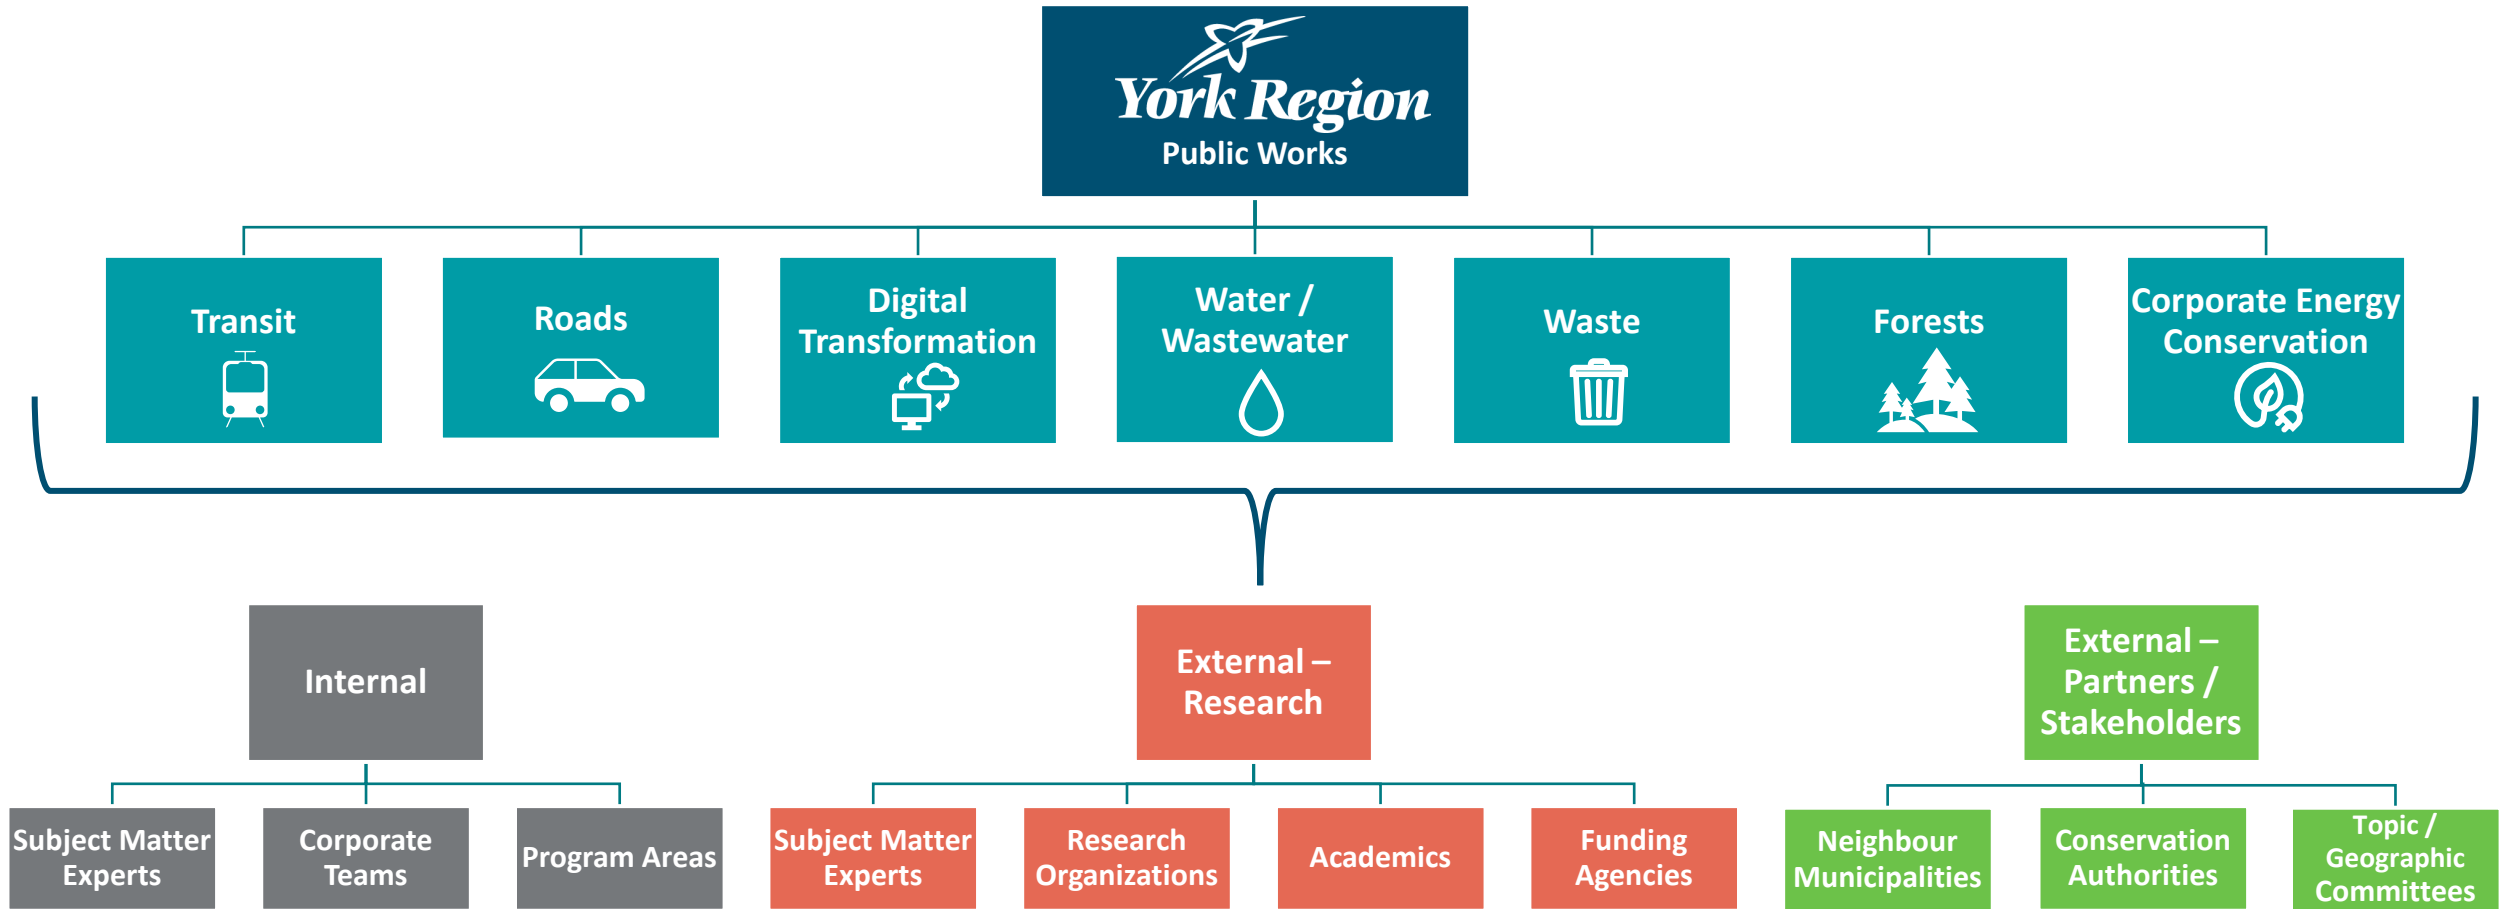 York Region
Public Works
Transit
Roads
Digital
Transformation
Water /
Wastewater
Waste
Forests
Corporate Energy
Conservation
Internal
External –
Research
External –
Partners /
Stakeholders
Subject Matter
Experts
Corporate
Teams
Program Areas
Subject Matter
Experts
Research
Organizations
Academics
Funding
Agencies
Neighbour
Municipalities
Conservation
Authorities
Topic /
Geographic
Committees